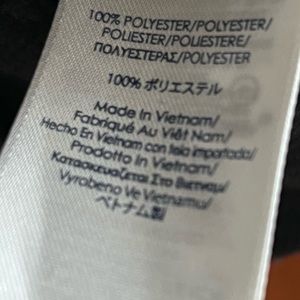 100% POLYESTER/POLYESTER/
POLIESTER/POLIESTERE/
ΠΟΛΥΕΣΤΕΡΑΣ/POLYESTER
100% ポリエステル
Made In Vietnam/
Fabriqué Au Viêt Nam/
Hecho En Vietnam con tela importada/
Prodotto In Vietnam/
Κατασκευάζεται Στο Βιετναμ/
Vyrobeno Ve Vietnamu/
ベトナム製